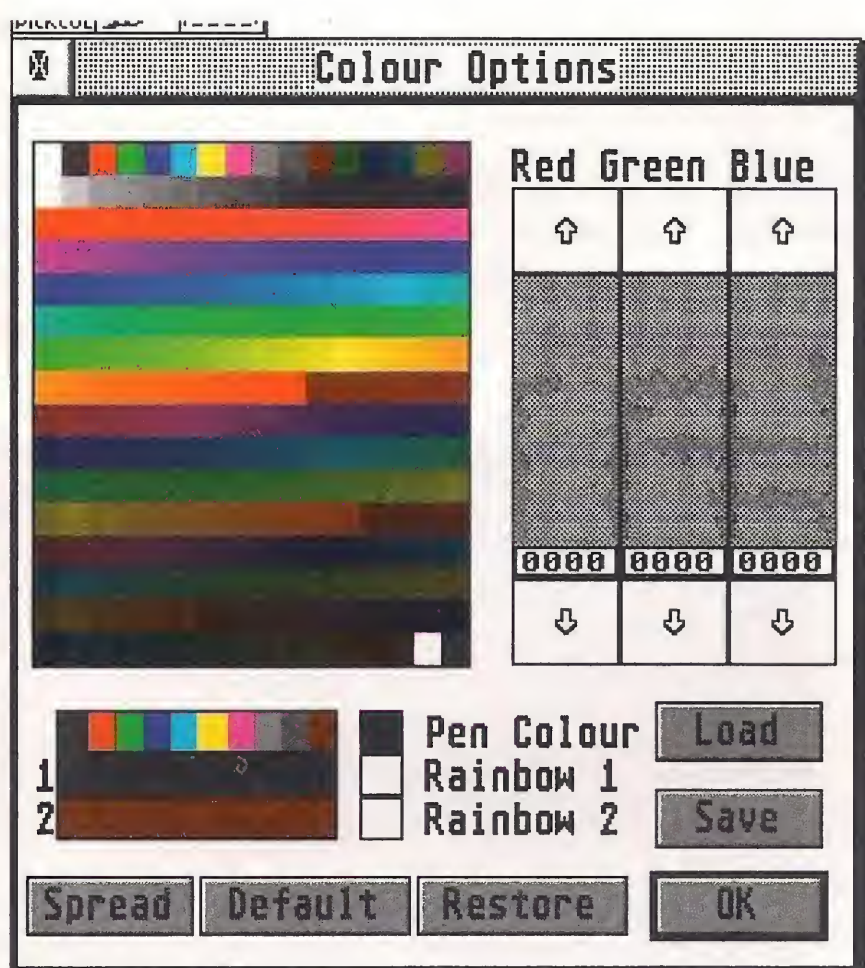 Colour Options
Red Green Blue
0000 0000 0000
1
2
Pen Colour
Rainbow 1
Rainbow 2
Load
Save
Spread
Default
Restore
OK